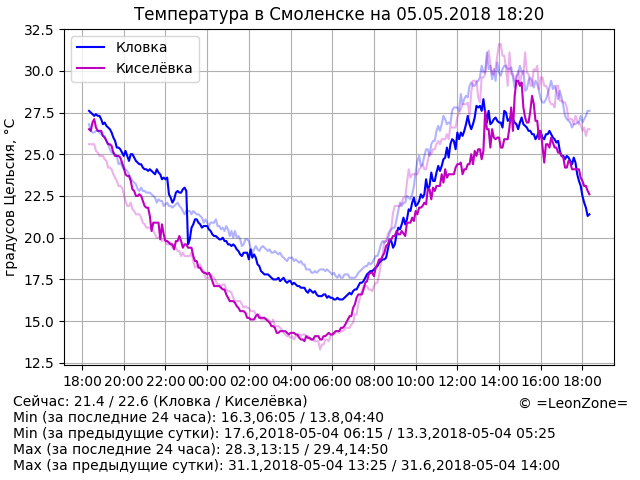 Температура в Смоленске на 05.05.2018 18:20
Кловка
Киселёвка
градусов Цельсия, °C
32.5
30.0
27.5
25.0
22.5
20.0
17.5
15.0
12.5
18:00 20:00 22:00 00:00 02:00 04:00 06:00 08:00 10:00 12:00 14:00 16:00 18:00
Сейчас: 21.4 / 22.6 (Кловка / Киселёвка)
© =LeonZone=
Min (за последние 24 часа): 16.3,06:05 / 13.8,04:40
Min (за предыдущие сутки): 17.6,2018-05-04 06:15 / 13.3,2018-05-04 05:25
Max (за последние 24 часа): 28.3,13:15 / 29.4,14:50
Max (за предыдущие сутки): 31.1,2018-05-04 13:25 / 31.6,2018-05-04 14:00